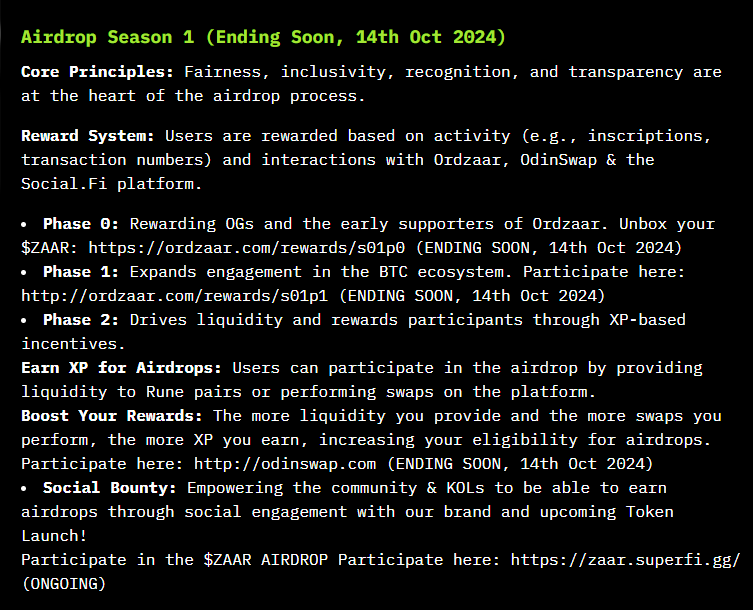 Airdrop Season 1 (Ending Soon, 14th Oct 2024)
Core Principles: Fairness, inclusivity, recognition, and transparency are
at the heart of the airdrop process.
Reward System: Users are rewarded based on activity (e.g., inscriptions,
transaction numbers) and interactions with Ordzaar, OdinSwap & the
Social.Fi platform.
• Phase 0: Rewarding OGs and the early supporters of Ordzaar. Unbox your
$ZAAR: https://ordzaar.com/rewards/s01p0 (ENDING SOON, 14th Oct 2024)
• Phase 1: Expands engagement in the BTC ecosystem. Participate here:
http://ordzaar.com/rewards/s01p1 (ENDING SOON, 14th Oct 2024)
• Phase 2: Drives liquidity and rewards participants through XP-based
incentives.
Earn XP for Airdrops: Users can participate in the airdrop by providing
liquidity to Rune pairs or performing swaps on the platform.
Boost Your Rewards: The more liquidity you provide and the more swaps you
perform, the more XP you earn, increasing your eligibility for airdrops.
Participate here: http://odinswap.com (ENDING SOON, 14th Oct 2024)
• Social Bounty: Empowering the community & KOLs to be able to earn
airdrops through social engagement with our brand and upcoming Token
Launch!
Participate in the $ZAAR AIRDROP Participate here: https://zaar.superfi.gg/
(ONGOING)